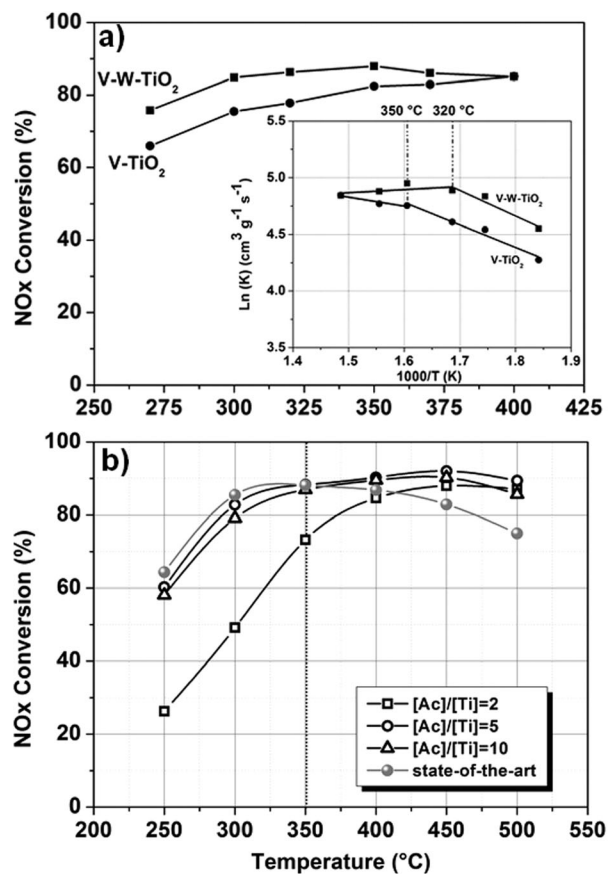 a)
100
80
60
40
20
0
NOx Conversion (%)
V-W-TiO2
V-TiO2
350 °C 320 °C
5.5
5.0
4.5
4.0
3.5
Ln (K) (cm3 g-1 s-1)
V-W-TiO2
V-TiO2
1.4 1.5 1.6 1.7 1.8 1.9
1000/T (K)
250 275 300 325 350 375 400 425
b)
100
80
60
40
20
0
NOx Conversion (%)
[Ac]/[Ti]=2
[Ac]/[Ti]=5
[Ac]/[Ti]=10
state-of-the-art
200 250 300 350 400 450 500 550
Temperature (°C)